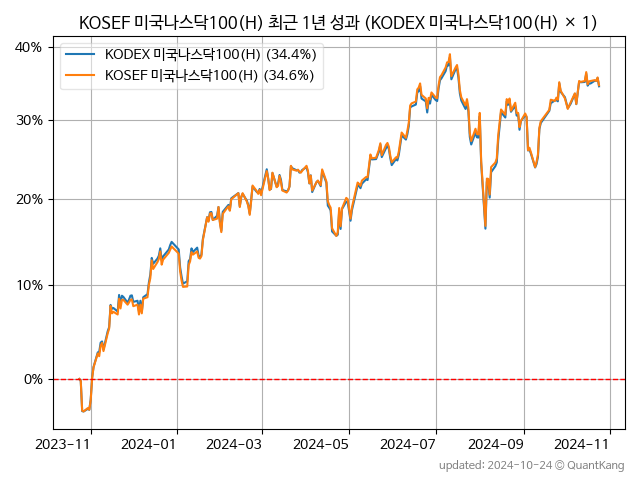 KOSEF 미국나스닥100(H) 최근 1년 성과 (KODEX 미국나스닥100(H) × 1)
KODEX 미국나스닥100(H) (34.4%)
KOSEF 미국나스닥100(H) (34.6%)
40%
30%
20%
10%
0%
2023-11 2024-01 2024-03 2024-05 2024-07 2024-09 2024-11
updated: 2024-10-24 © QuantKang